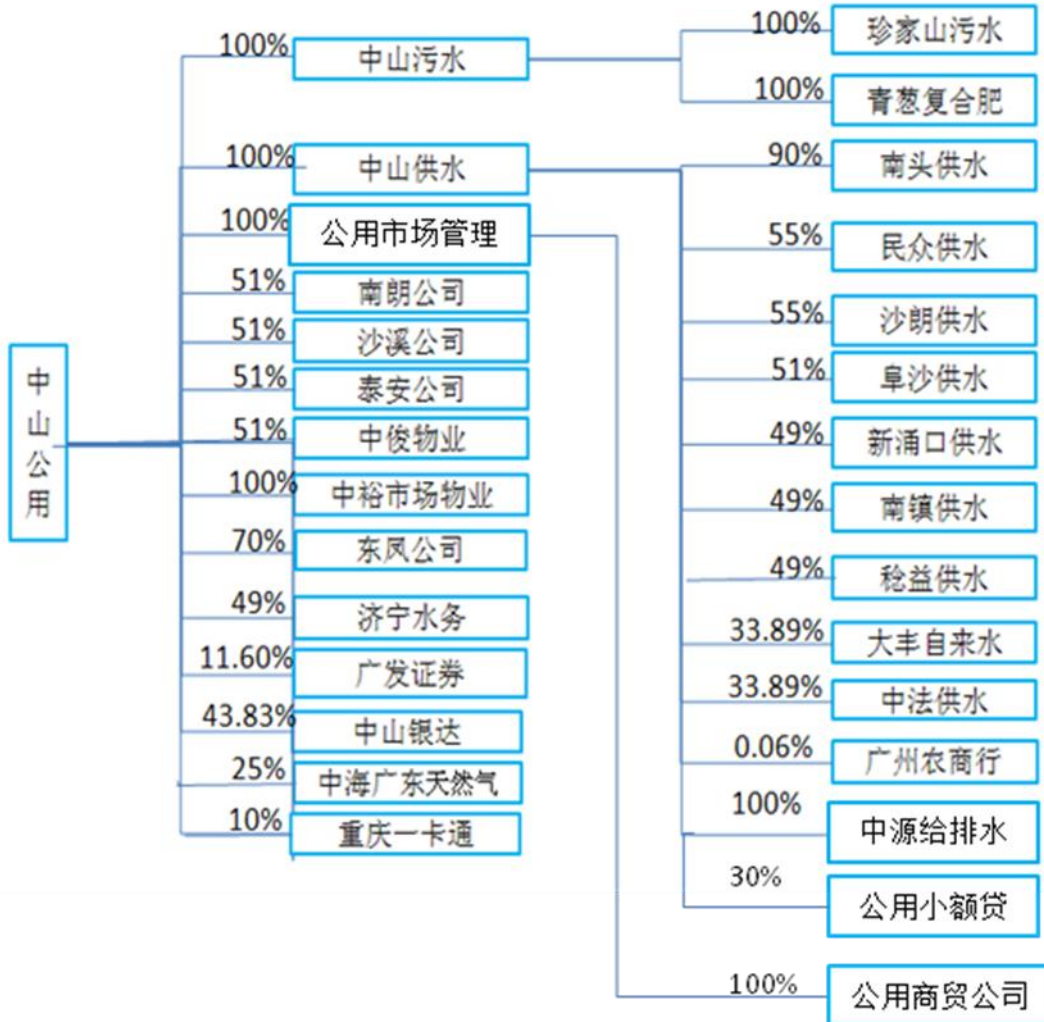 中山公用
100%
中山污水
100%
珍家山污水
100%
青葱复合肥
100%
中山供水
90%
南头供水
55%
民众供水
55%
沙朗供水
51%
阜沙供水
49%
新涌口供水
49%
南镇供水
49%
稔益供水
33.89%
大丰自来水
33.89%
中法供水
0.06%
广州农商行
100%
中源给排水
30%
公用小额贷
100%
公用市场管理
100%
公用商贸公司
51%
南朗公司
51%
沙溪公司
51%
泰安公司
51%
中俊物业
100%
中裕市场物业
70%
东凤公司
49%
济宁水务
11.60%
广发证券
43.83%
中山银达
25%
中海广东天然气
10%
重庆一卡通